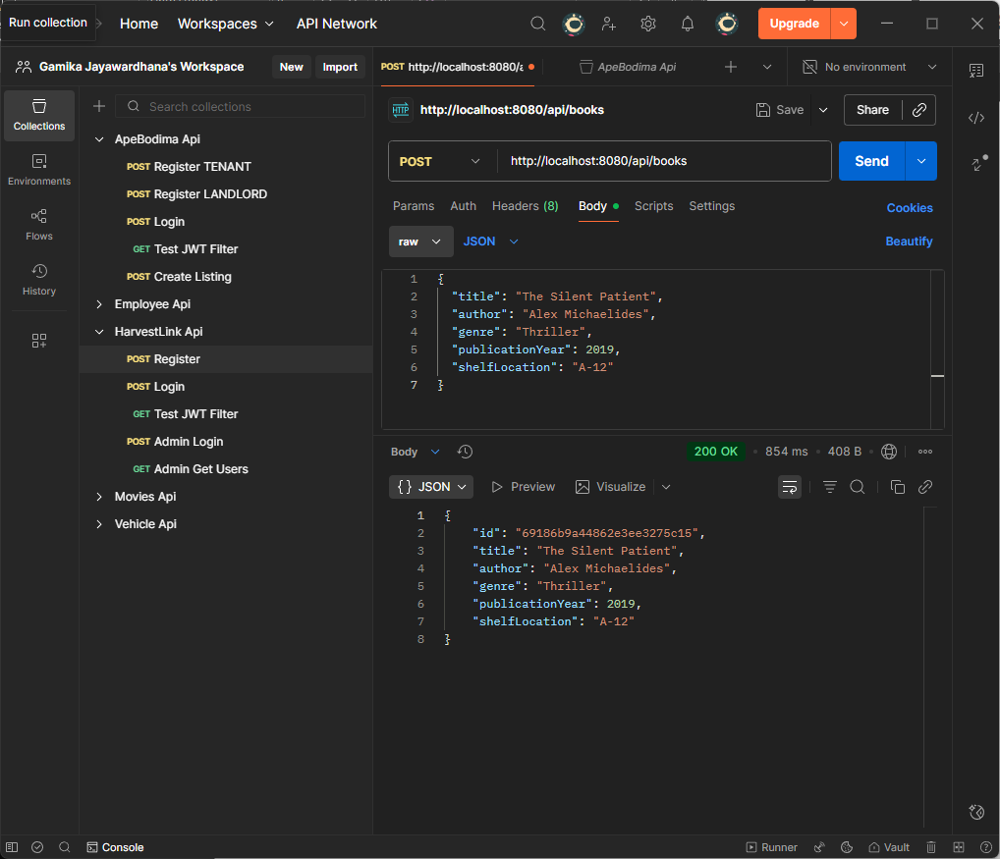 Run collection
Home
Workspaces
API Network
Upgrade
Gamika Jayawardhana's Workspace
New
Import
POST http://localhost:8080/a
ApeBodima Api
No environment
Collections
Environments
Flows
History
Search collections
ApeBodima Api
POST Register TENANT
POST Register LANDLORD
POST Login
GET Test JWT Filter
POST Create Listing
Employee Api
HarvestLink Api
POST Register
POST Login
GET Test JWT Filter
POST Admin Login
GET Admin Get Users
Movies Api
Vehicle Api
HTTP http://localhost:8080/api/books
Save
Share
POST
http://localhost:8080/api/books
Send
Params Auth Headers (8) Body Scripts Settings
Cookies
raw JSON
Beautify
1 {
2 "title": "The Silent Patient",
3 "author": "Alex Michaelides",
4 "genre": "Thriller",
5 "publicationYear": 2019,
6 "shelfLocation": "A-12"
7 }
Body
200 OK • 854 ms • 408 B •
{} JSON
Preview
Visualize
1 {
2 "id": "69186b9a44862e3ee3275c15",
3 "title": "The Silent Patient",
4 "author": "Alex Michaelides",
5 "genre": "Thriller",
6 "publicationYear": 2019,
7 "shelfLocation": "A-12"
8 }
Console
Runner
Vault